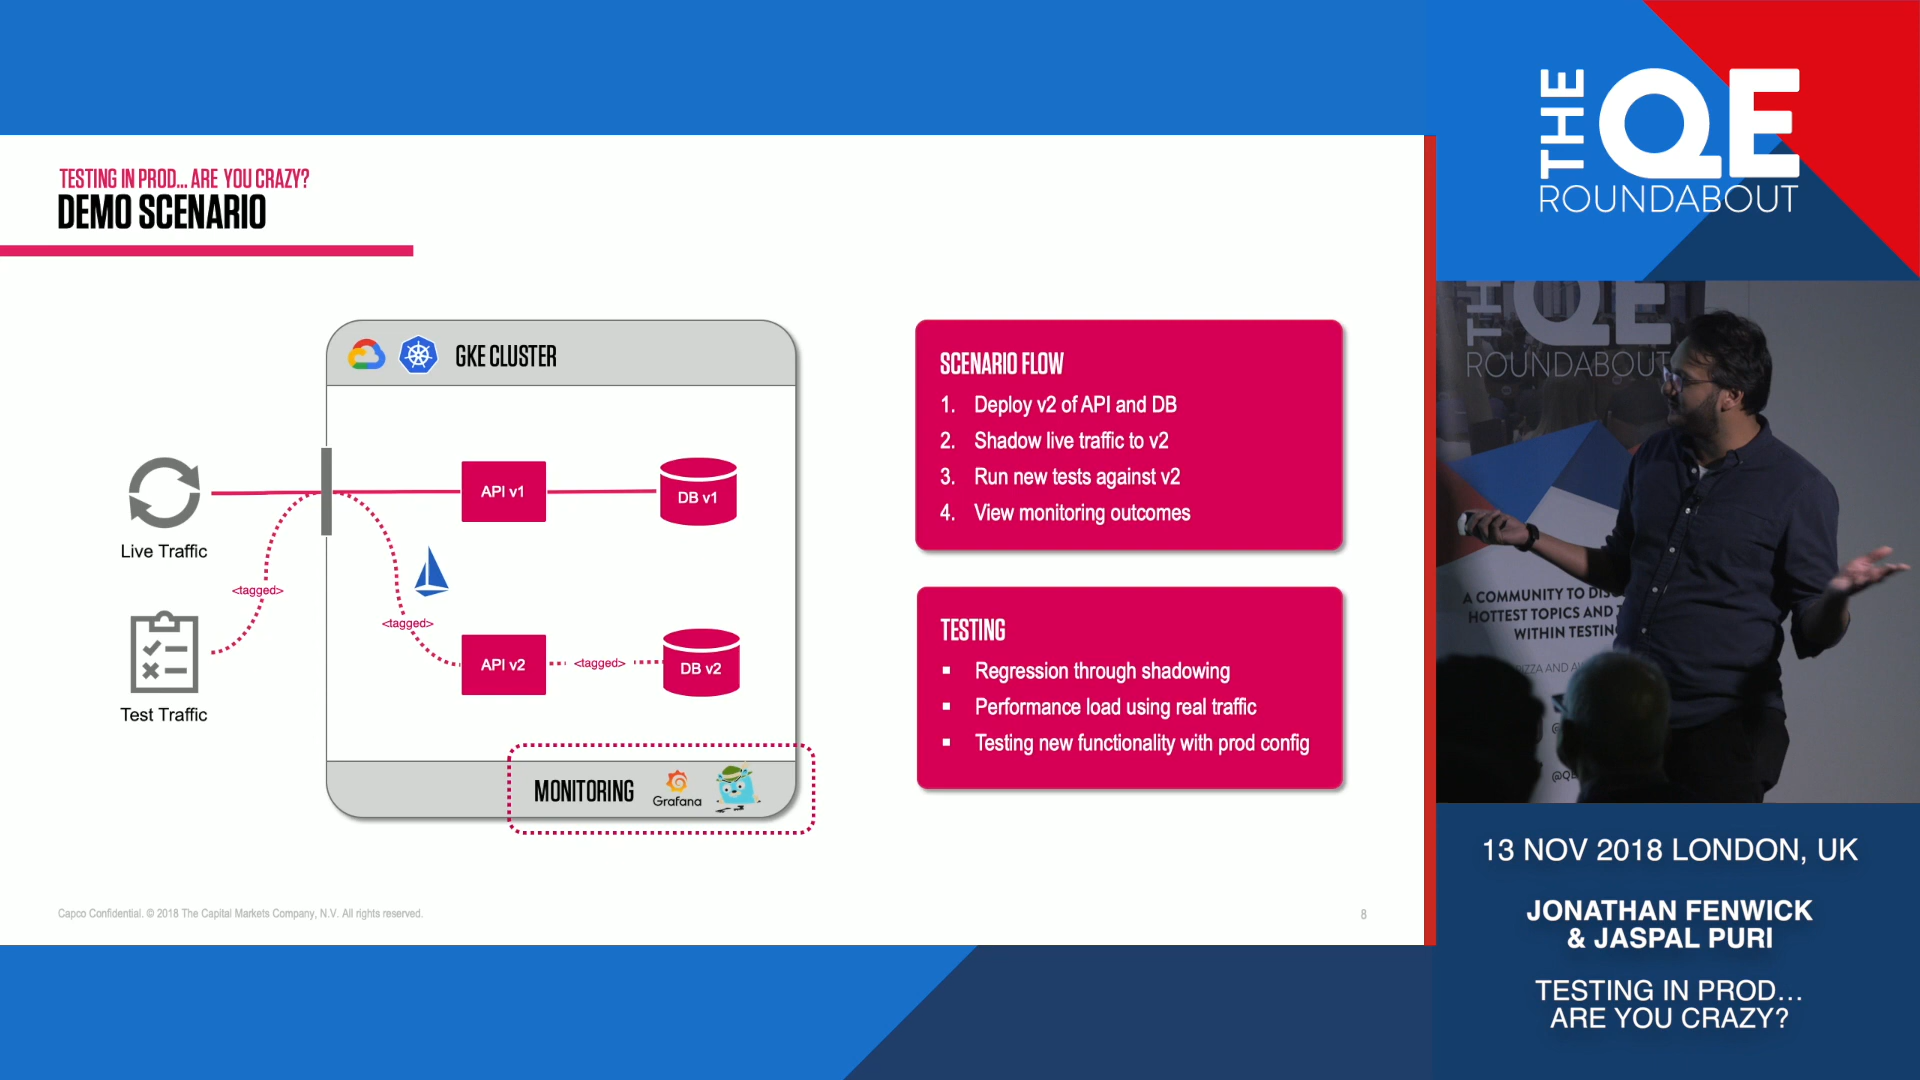 TESTING IN PROD... ARE YOU CRAZY?
DEMO SCENARIO
GKE CLUSTER
Live Traffic
<tagged>
Test Traffic
API v1
DB v1
<tagged>
API v2
<tagged>
DB v2
MONITORING
Grafana
SCENARIO FLOW
1. Deploy v2 of API and DB
2. Shadow live traffic to v2
3. Run new tests against v2
4. View monitoring outcomes
TESTING
▪ Regression through shadowing
▪ Performance load using real traffic
▪ Testing new functionality with prod config
Capco Confidential. © 2018 The Capital Markets Company, N.V. All rights reserved.
8
THE QE
ROUNDABOUT
THE QE
ROUNDABOUT
A COMMUNITY TO
HOTTEST TOPICS AND
WITHIN
13 NOV 2018 LONDON, UK
JONATHAN FENWICK
& JASPAL PURI
TESTING IN PROD...
ARE YOU CRAZY?